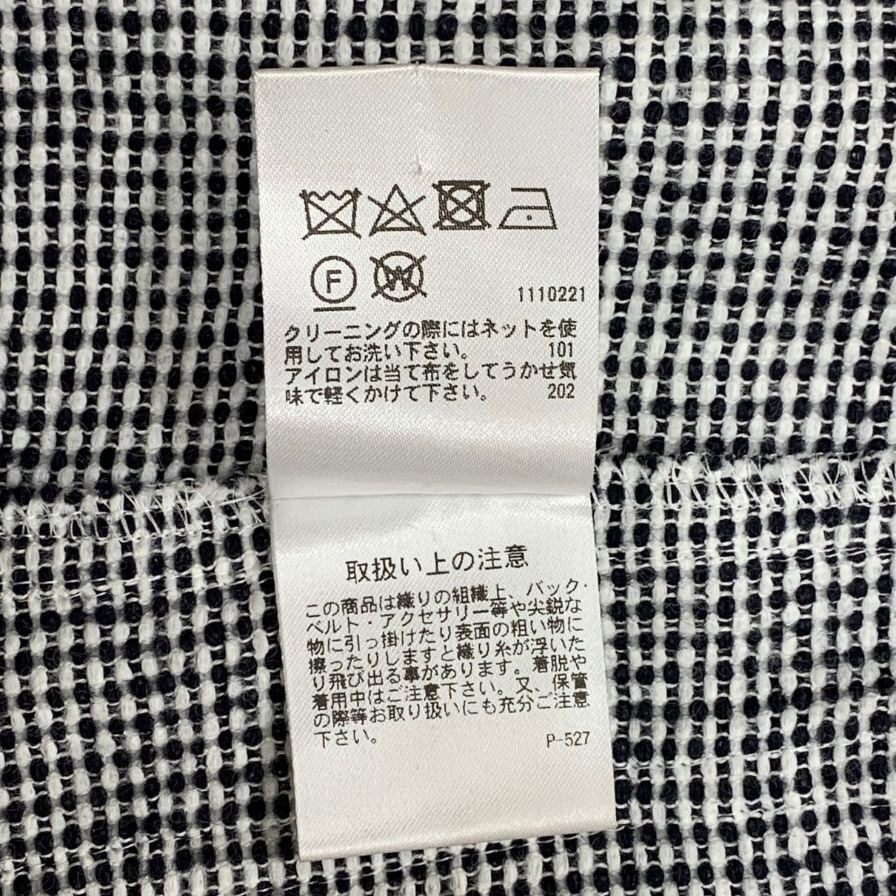 F W
1110221
クリーニングの際にはネットを使
用してお洗い下さい。 101
アイロンは当て布をしてうかせ気
味で軽くかけて下さい。 202
取扱い上の注意
この商品は織りの組織上、バック・
ベルト・アクセサリー等や尖鋭な
物に引っ掛けたり表面の粗い物に
擦ったりしますと織り糸が浮いた
り飛び出る事があります。着脱や
着用中はご注意下さい。又、保管
の際等お取り扱いにも充分ご注意
下さい。 P-527